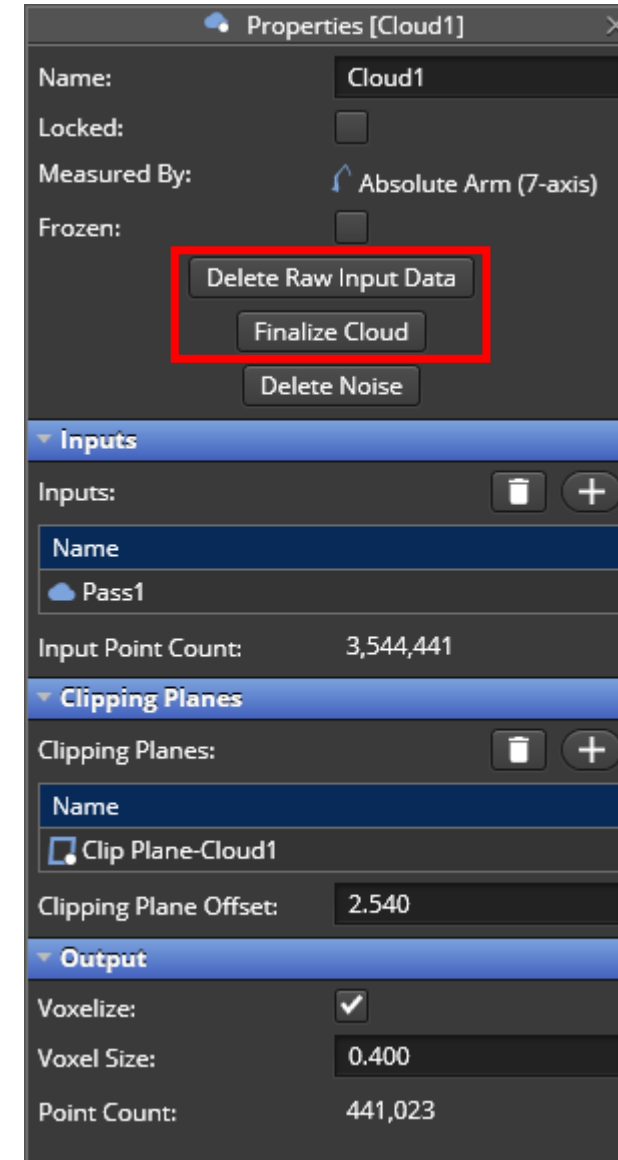 Properties [Cloud1]
Name: Cloud1
Locked:
Measured By: Absolute Arm (7-axis)
Frozen:
Delete Raw Input Data
Finalize Cloud
Delete Noise
Inputs
Inputs:
Name
Pass1
Input Point Count: 3,544,441
Clipping Planes
Clipping Planes:
Name
Clip Plane-Cloud1
Clipping Plane Offset: 2.540
Output
Voxelize:
Voxel Size: 0.400
Point Count: 441,023